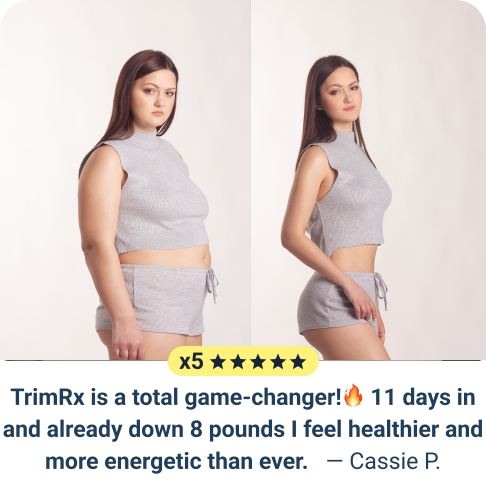 x5 ★★★★★
TrimRx is a total game-changer!🔥 11 days in
and already down 8 pounds I feel healthier and
more energetic than ever. — Cassie P.